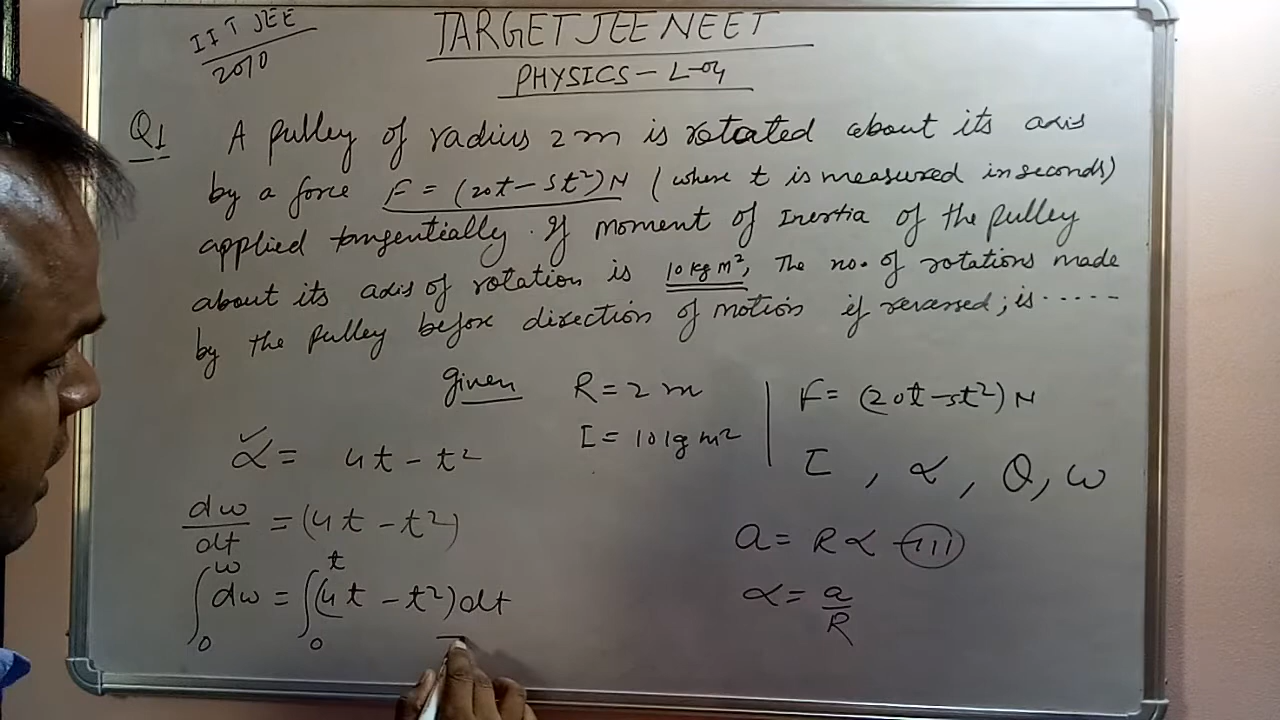 IIT JEE
2010
TARGET JEE NEET
PHYSICS - L-04
Q1 A pulley of radius 2m is rotated about its axis
by a force F = (20t - 5t²) N (where t is measured in seconds)
applied tangentially. If moment of Inertia of the pulley
about its axis of rotation is 10 kg m², The no. of rotations made
by the pulley before direction of motion if reversed, is .....
given R = 2 m F = (20t - 5t²) N
I = 10 kg m²
✓
α = 4t - t² I, α, θ, ω
dω/dt = (4t - t²) a = Rα - (III)
∫₀^ω dω = ∫₀^t (4t - t²) dt α = a/R